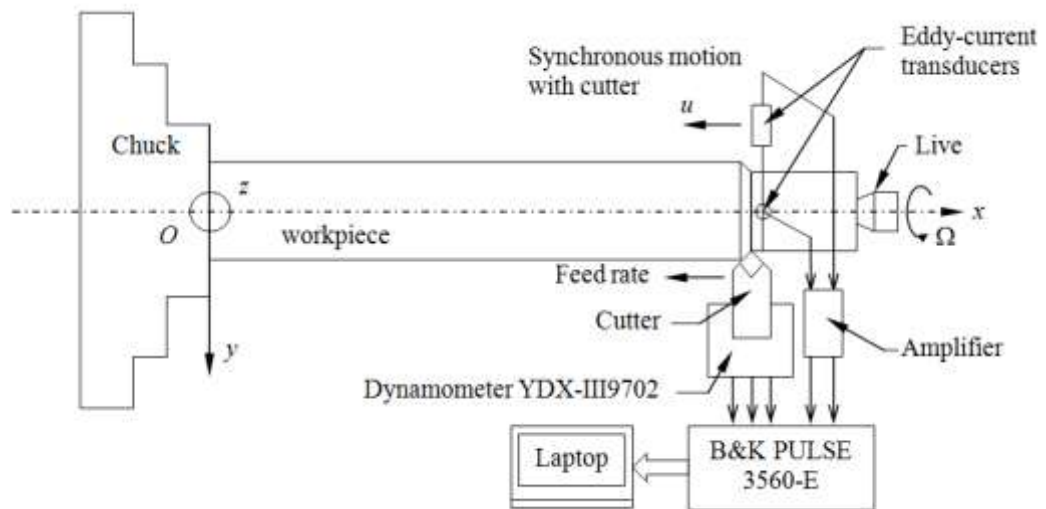 Eddy-current
transducers
Synchronous motion
with cutter
u
Chuck
Live
z
x
O
workpiece
Ω
Feed rate
Cutter
y
Amplifier
Dynamometer YDX-III9702
Laptop
B&K PULSE
3560-E